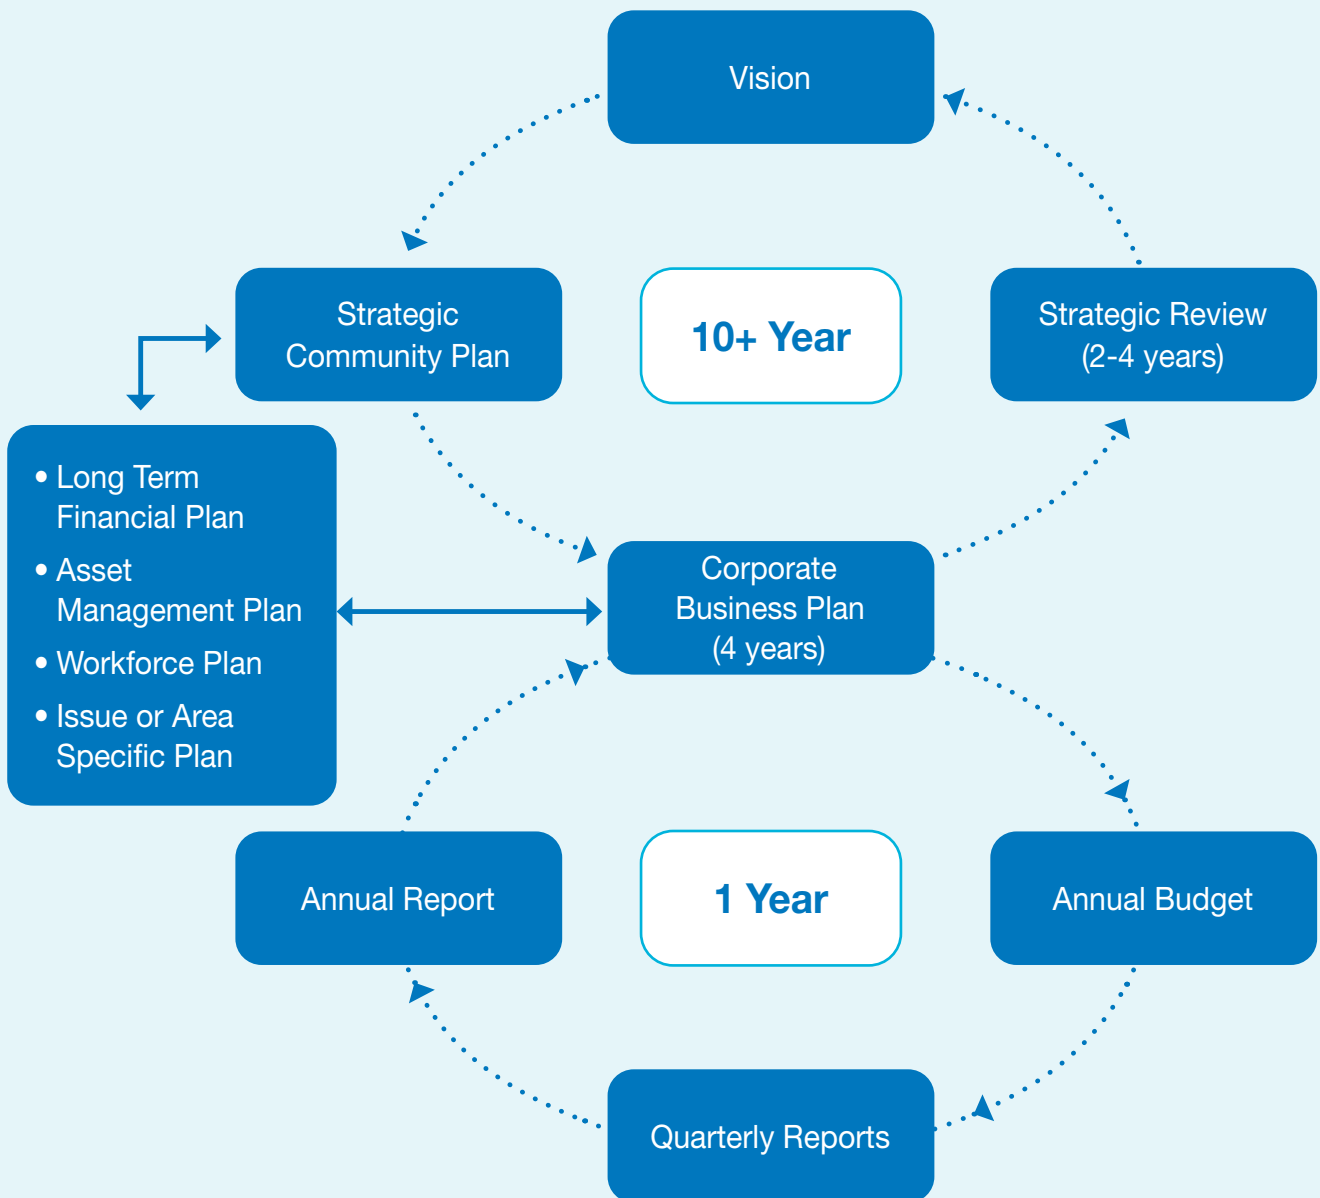 Vision
Strategic
Community Plan
10+ Year
Strategic Review
(2-4 years)
• Long Term
Financial Plan
• Asset
Management Plan
• Workforce Plan
• Issue or Area
Specific Plan
Corporate
Business Plan
(4 years)
Annual Report
1 Year
Annual Budget
Quarterly Reports